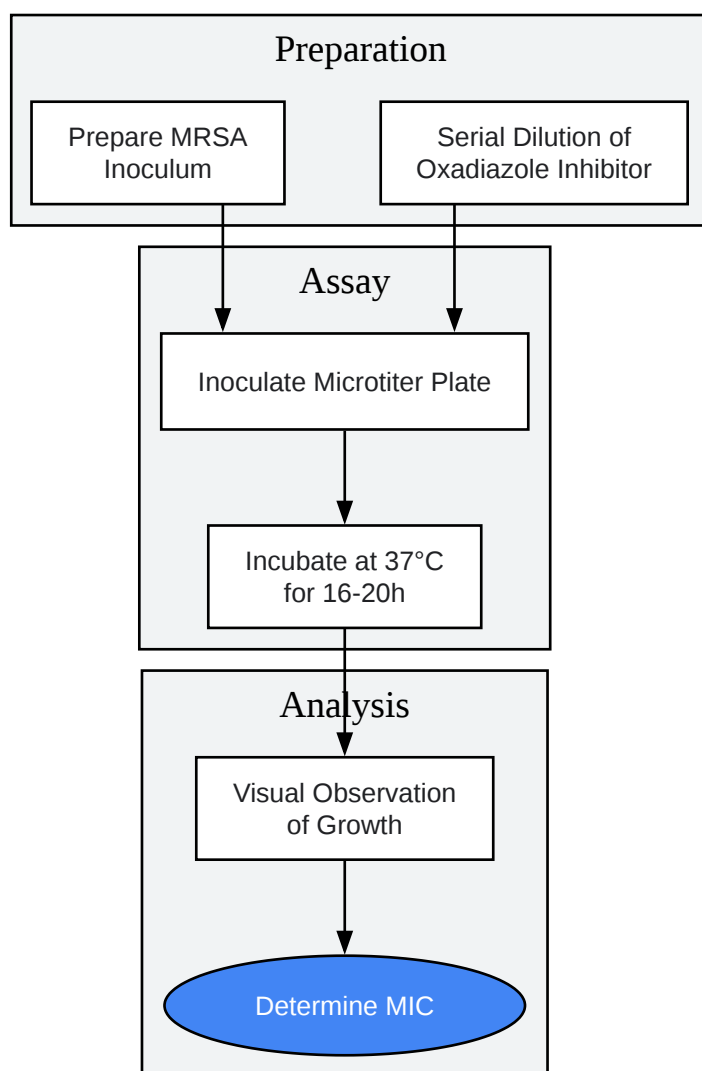 Preparation
Prepare MRSA
Inoculum
Serial Dilution of
Oxadiazole Inhibitor
Assay
Inoculate Microtiter Plate
Incubate at 37°C
for 16-20h
Analysis
Visual Observation
of Growth
Determine MIC